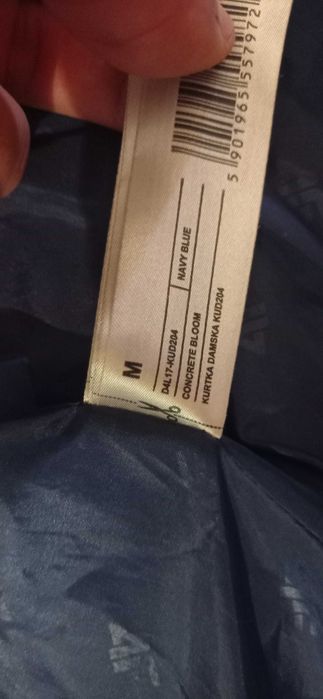 M
D4L17-KUD204 NAVY BLUE
CONCRETE BLOOM
KURTKA DAMSKA KUD204
5 901965 557972